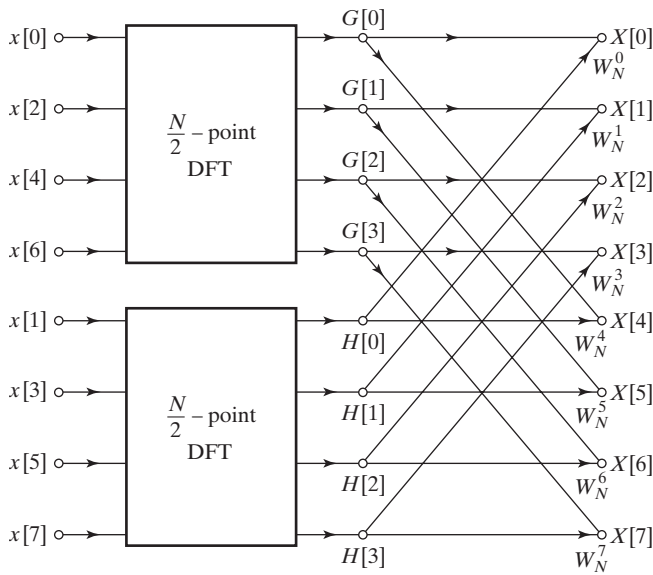 x[0] G[0] X[0]
W_N^0
x[2] G[1] X[1]
W_N^1
N/2 – point
DFT
x[4] G[2] X[2]
W_N^2
x[6] G[3] X[3]
W_N^3
x[1] H[0] X[4]
W_N^4
x[3] H[1] X[5]
W_N^5
N/2 – point
DFT
x[5] H[2] X[6]
W_N^6
x[7] H[3] X[7]
W_N^7